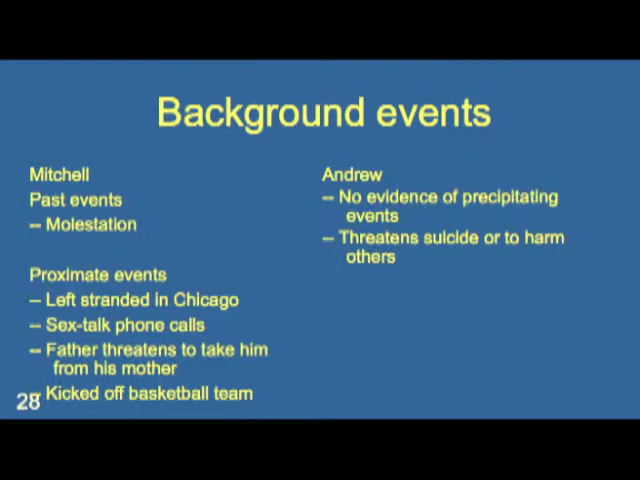 Background events
Mitchell
Past events
-- Molestation
Proximate events
-- Left stranded in Chicago
-- Sex-talk phone calls
-- Father threatens to take him
from his mother
-- Kicked off basketball team
Andrew
-- No evidence of precipitating
events
-- Threatens suicide or to harm
others
28